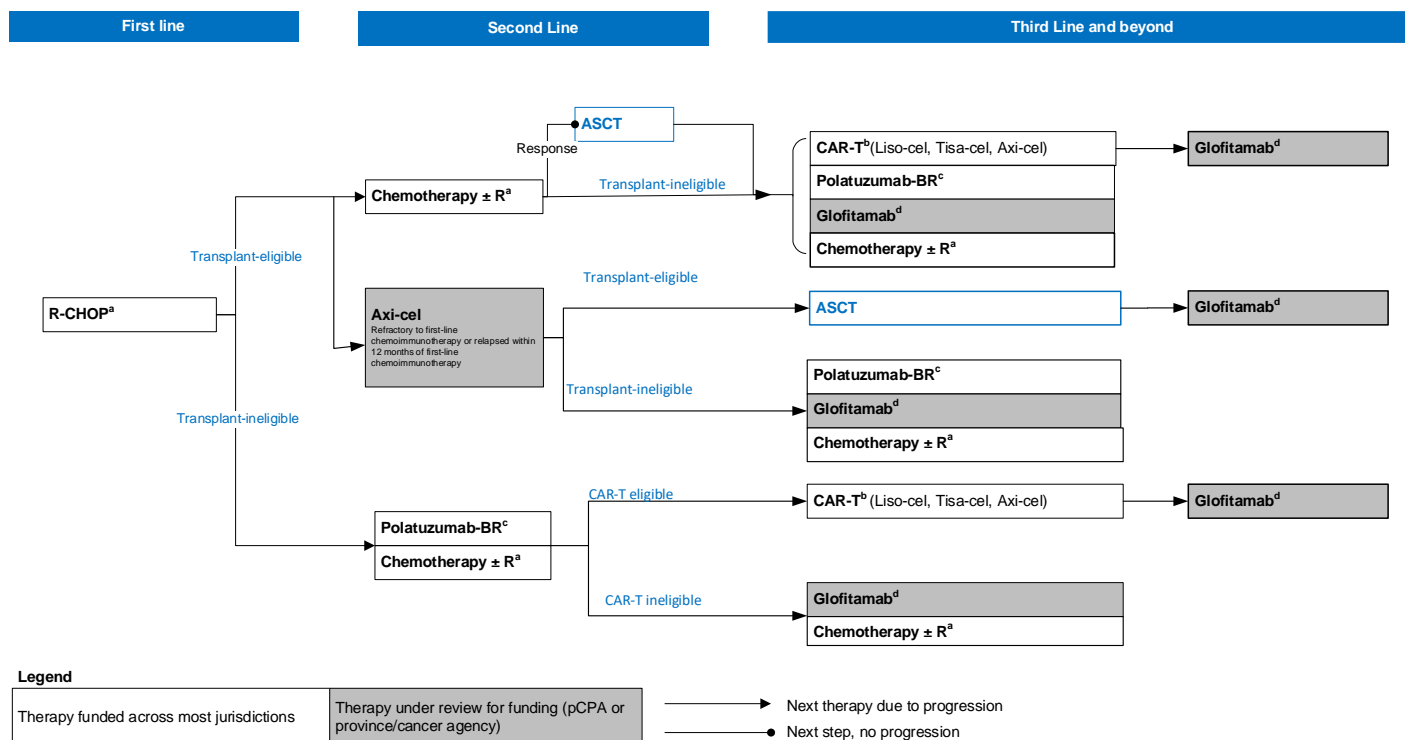 First line
Second Line
Third Line and beyond
ASCT
Response
Chemotherapy ± Rᵃ
Transplant-ineligible
CAR-Tᵇ (Liso-cel, Tisa-cel, Axi-cel)
Polatuzumab-BRᶜ
Glofitamabᵈ
Chemotherapy ± Rᵃ
Glofitamabᵈ
Transplant-eligible
R-CHOPᵃ
Transplant-ineligible
Axi-cel
Refractory to first-line
chemoimmunotherapy or relapsed within
12 months of first-line
chemoimmunotherapy
Transplant-eligible
ASCT
Glofitamabᵈ
Transplant-ineligible
Polatuzumab-BRᶜ
Glofitamabᵈ
Chemotherapy ± Rᵃ
Polatuzumab-BRᶜ
Chemotherapy ± Rᵃ
CAR-T eligible
CAR-Tᵇ (Liso-cel, Tisa-cel, Axi-cel)
Glofitamabᵈ
CAR-T ineligible
Glofitamabᵈ
Chemotherapy ± Rᵃ
Legend
Therapy funded across most jurisdictions
Therapy under review for funding (pCPA or
province/cancer agency)
Next therapy due to progression
Next step, no progression